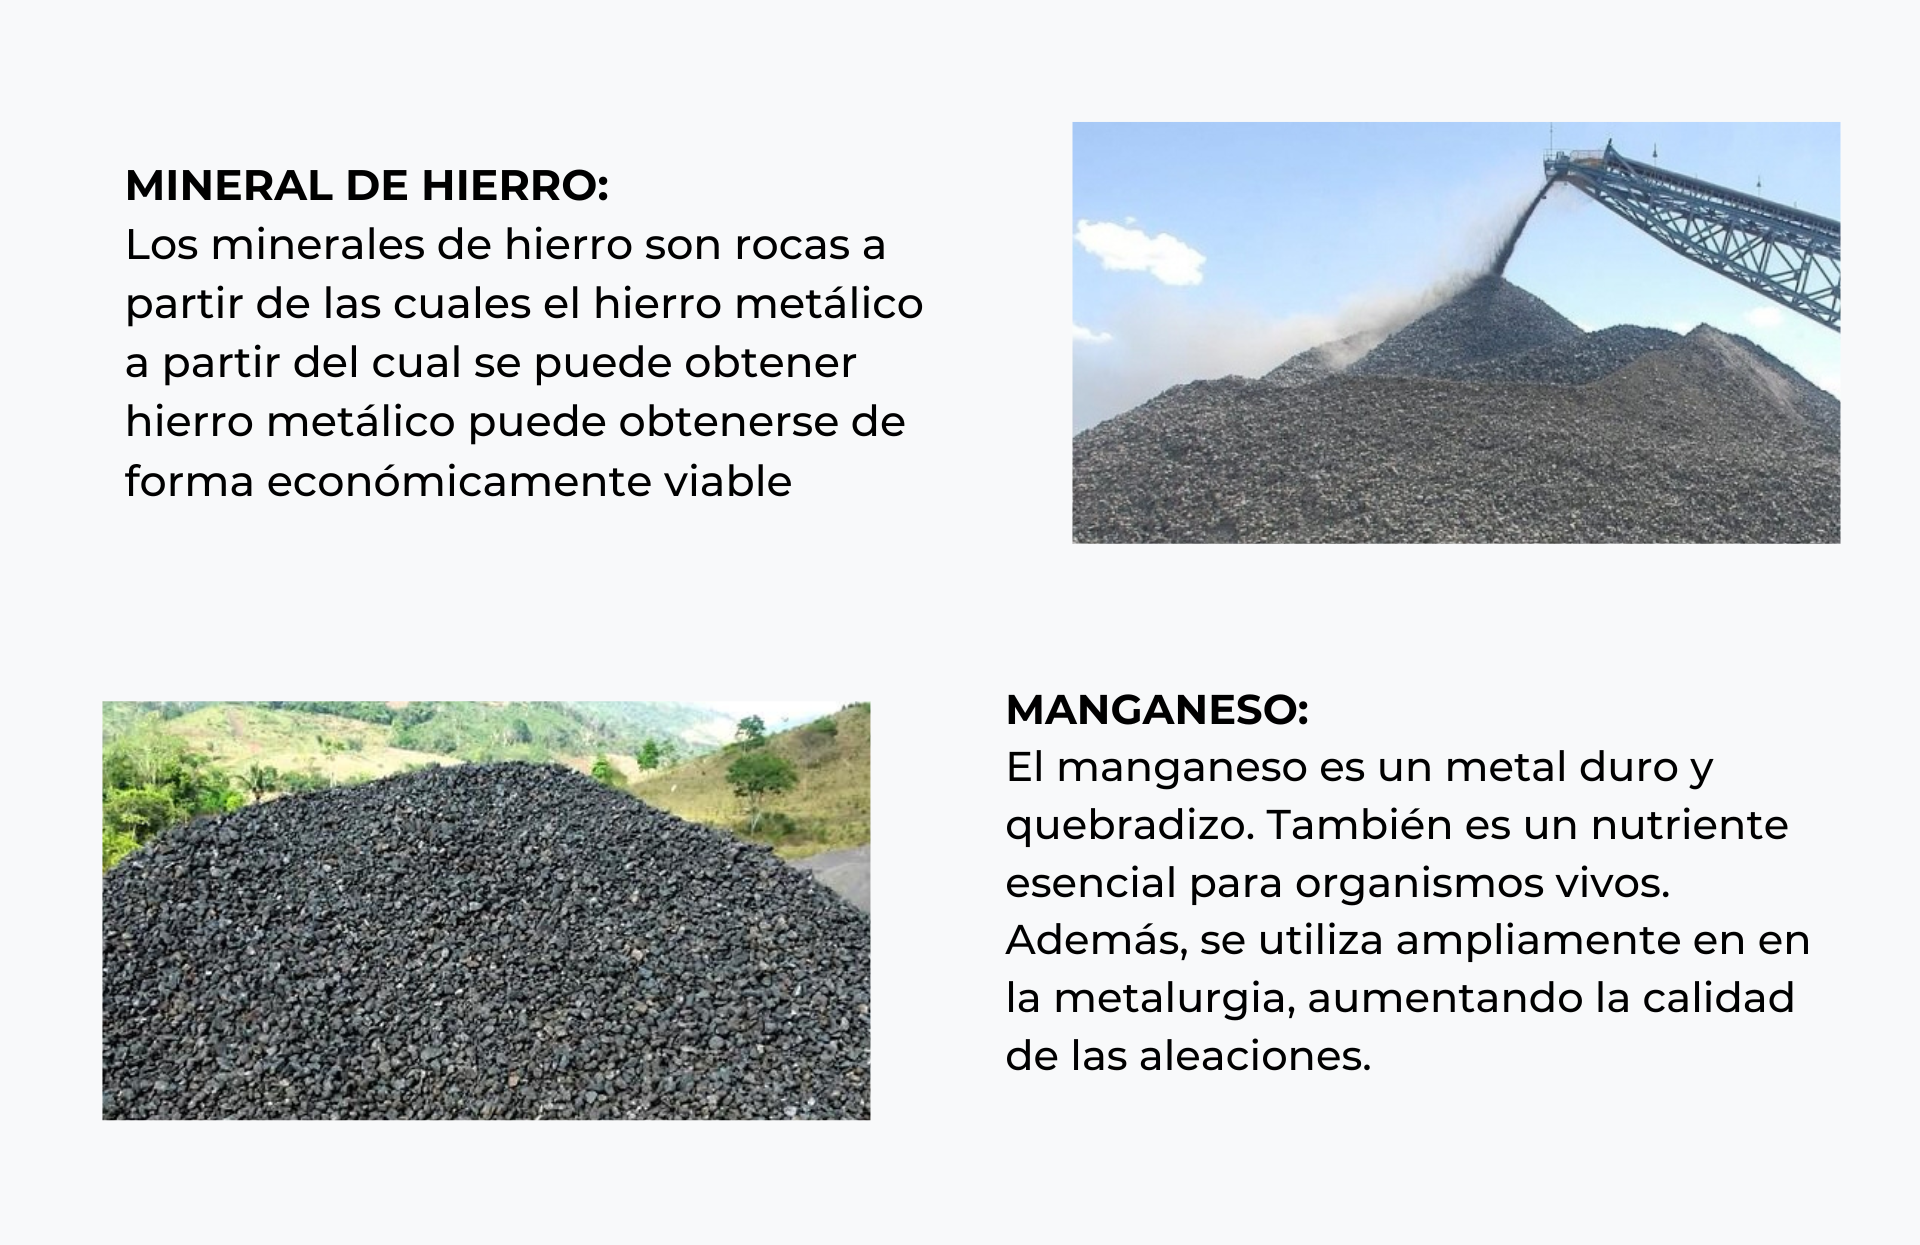 MINERAL DE HIERRO:
Los minerales de hierro son rocas a
partir de las cuales el hierro metálico
a partir del cual se puede obtener
hierro metálico puede obtenerse de
forma económicamente viable
MANGANESO:
El manganeso es un metal duro y
quebradizo. También es un nutriente
esencial para organismos vivos.
Además, se utiliza ampliamente en en
la metalurgia, aumentando la calidad
de las aleaciones.